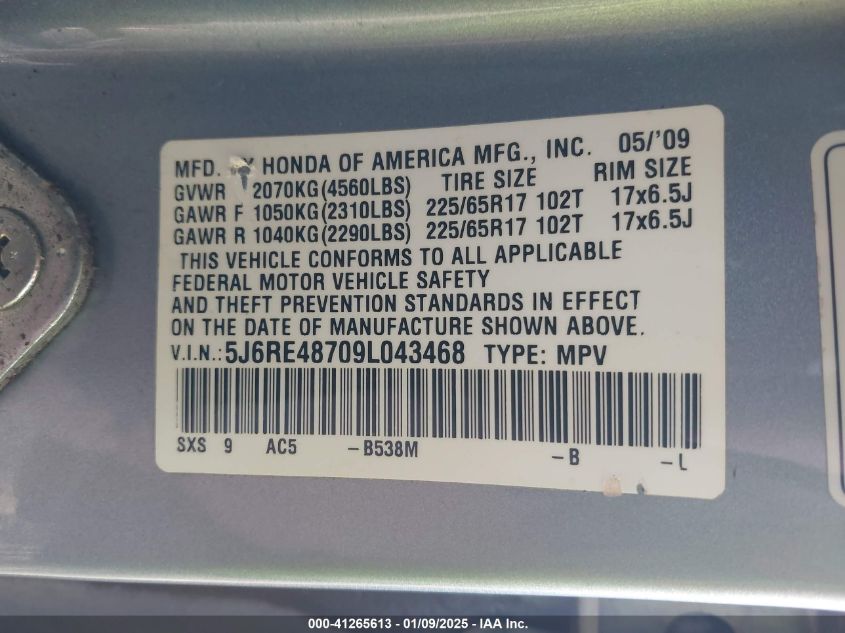 MFD. BY HONDA OF AMERICA MFG., INC. 05/'09
GVWR 2070KG(4560LBS) TIRE SIZE RIM SIZE
GAWR F 1050KG(2310LBS) 225/65R17 102T 17x6.5J
GAWR R 1040KG(2290LBS) 225/65R17 102T 17x6.5J
THIS VEHICLE CONFORMS TO ALL APPLICABLE
FEDERAL MOTOR VEHICLE SAFETY
AND THEFT PREVENTION STANDARDS IN EFFECT
ON THE DATE OF MANUFACTURE SHOWN ABOVE.
V.I.N.: 5J6RE48709L043468 TYPE: MPV
SXS 9 AC5 -B538M -B -L
000-41265613 - 01/09/2025 - IAA Inc.